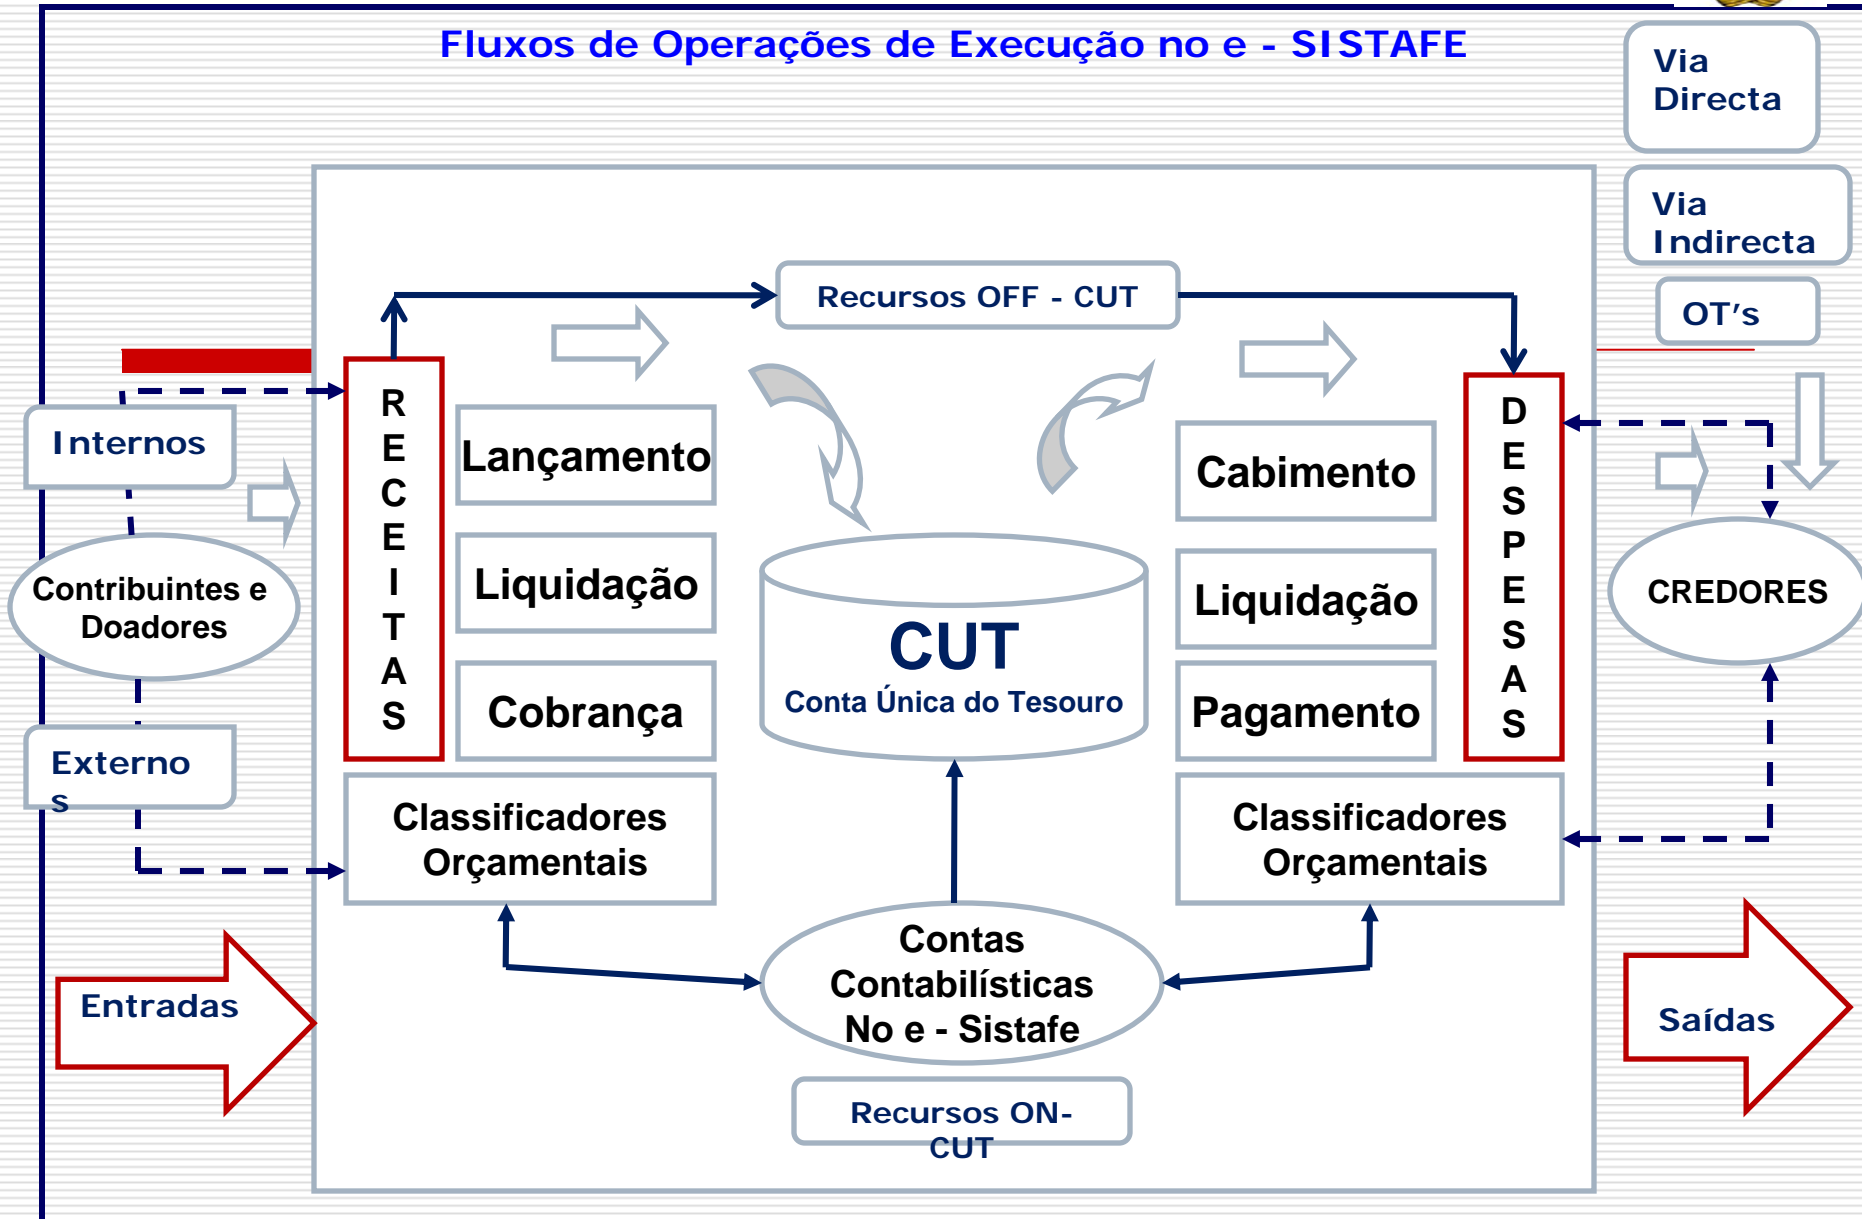 Fluxos de Operações de Execução no e - SISTAFE
Via
Directa
Via
Indirecta
OT's
Recursos OFF - CUT
Internos
Contribuintes e
Doadores
Externo
s
R
E
C
E
I
T
A
S
Lançamento
Liquidação
Cobrança
Classificadores
Orçamentais
CUT
Conta Única do Tesouro
Cabimento
Liquidação
Pagamento
Classificadores
Orçamentais
D
E
S
P
E
S
A
S
CREDORES
Entradas
Contas
Contabilísticas
No e - Sistafe
Recursos ON-
CUT
Saídas